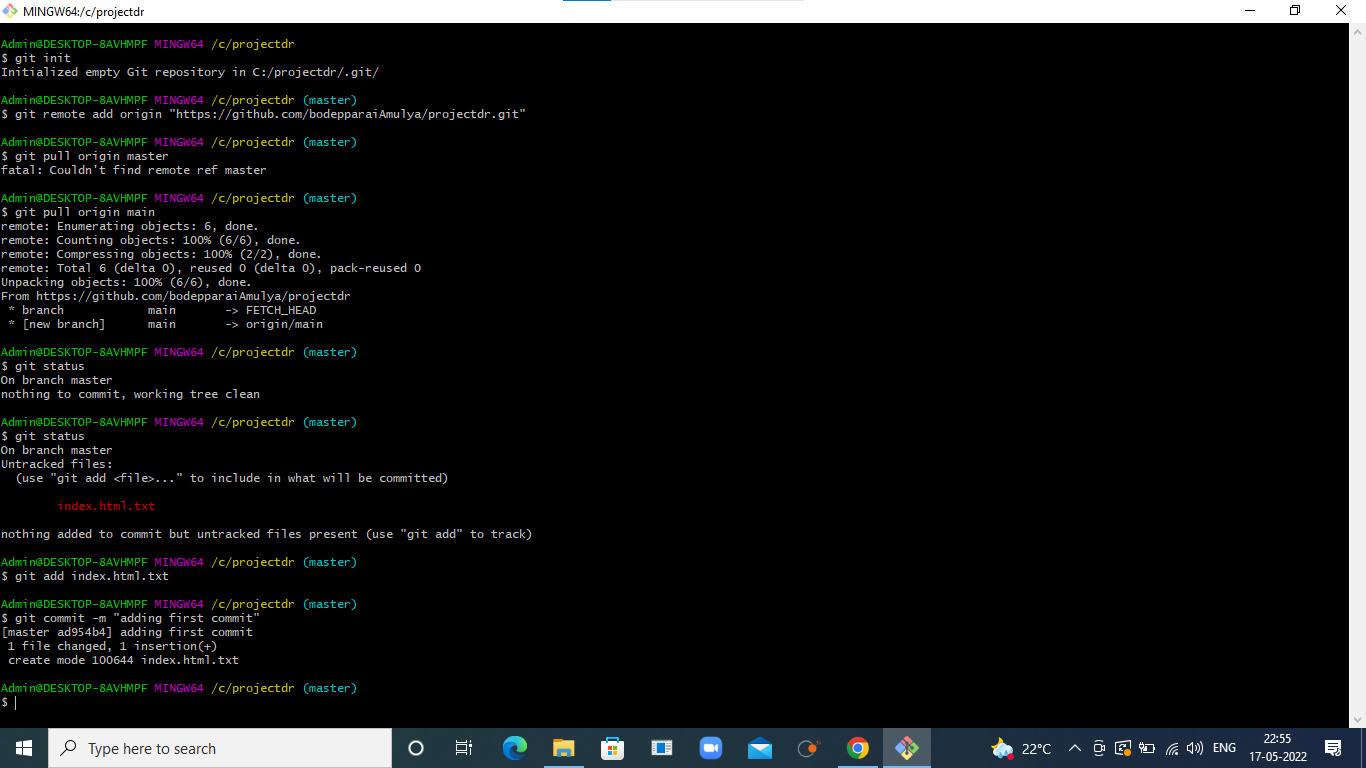 MINGW64:/c/projectdr
Admin@DESKTOP-8AVHMPF MINGW64 /c/projectdr
$ git init
Initialized empty Git repository in C:/projectdr/.git/
Admin@DESKTOP-8AVHMPF MINGW64 /c/projectdr (master)
$ git remote add origin "https://github.com/bodepparaiAmulya/projectdr.git"
Admin@DESKTOP-8AVHMPF MINGW64 /c/projectdr (master)
$ git pull origin master
fatal: Couldn't find remote ref master
Admin@DESKTOP-8AVHMPF MINGW64 /c/projectdr (master)
$ git pull origin main
remote: Enumerating objects: 6, done.
remote: Counting objects: 100% (6/6), done.
remote: Compressing objects: 100% (2/2), done.
remote: Total 6 (delta 0), reused 0 (delta 0), pack-reused 0
Unpacking objects: 100% (6/6), done.
From https://github.com/bodepparaiAmulya/projectdr
 * branch            main       -> FETCH_HEAD
 * [new branch]      main       -> origin/main
Admin@DESKTOP-8AVHMPF MINGW64 /c/projectdr (master)
$ git status
On branch master
nothing to commit, working tree clean
Admin@DESKTOP-8AVHMPF MINGW64 /c/projectdr (master)
$ git status
On branch master
Untracked files:
  (use "git add <file>..." to include in what will be committed)
        index.html.txt
nothing added to commit but untracked files present (use "git add" to track)
Admin@DESKTOP-8AVHMPF MINGW64 /c/projectdr (master)
$ git add index.html.txt
Admin@DESKTOP-8AVHMPF MINGW64 /c/projectdr (master)
$ git commit -m "adding first commit"
[master ad954b4] adding first commit
 1 file changed, 1 insertion(+)
 create mode 100644 index.html.txt
Admin@DESKTOP-8AVHMPF MINGW64 /c/projectdr (master)
$
Type here to search
22°C
ENG
22:55
17-05-2022